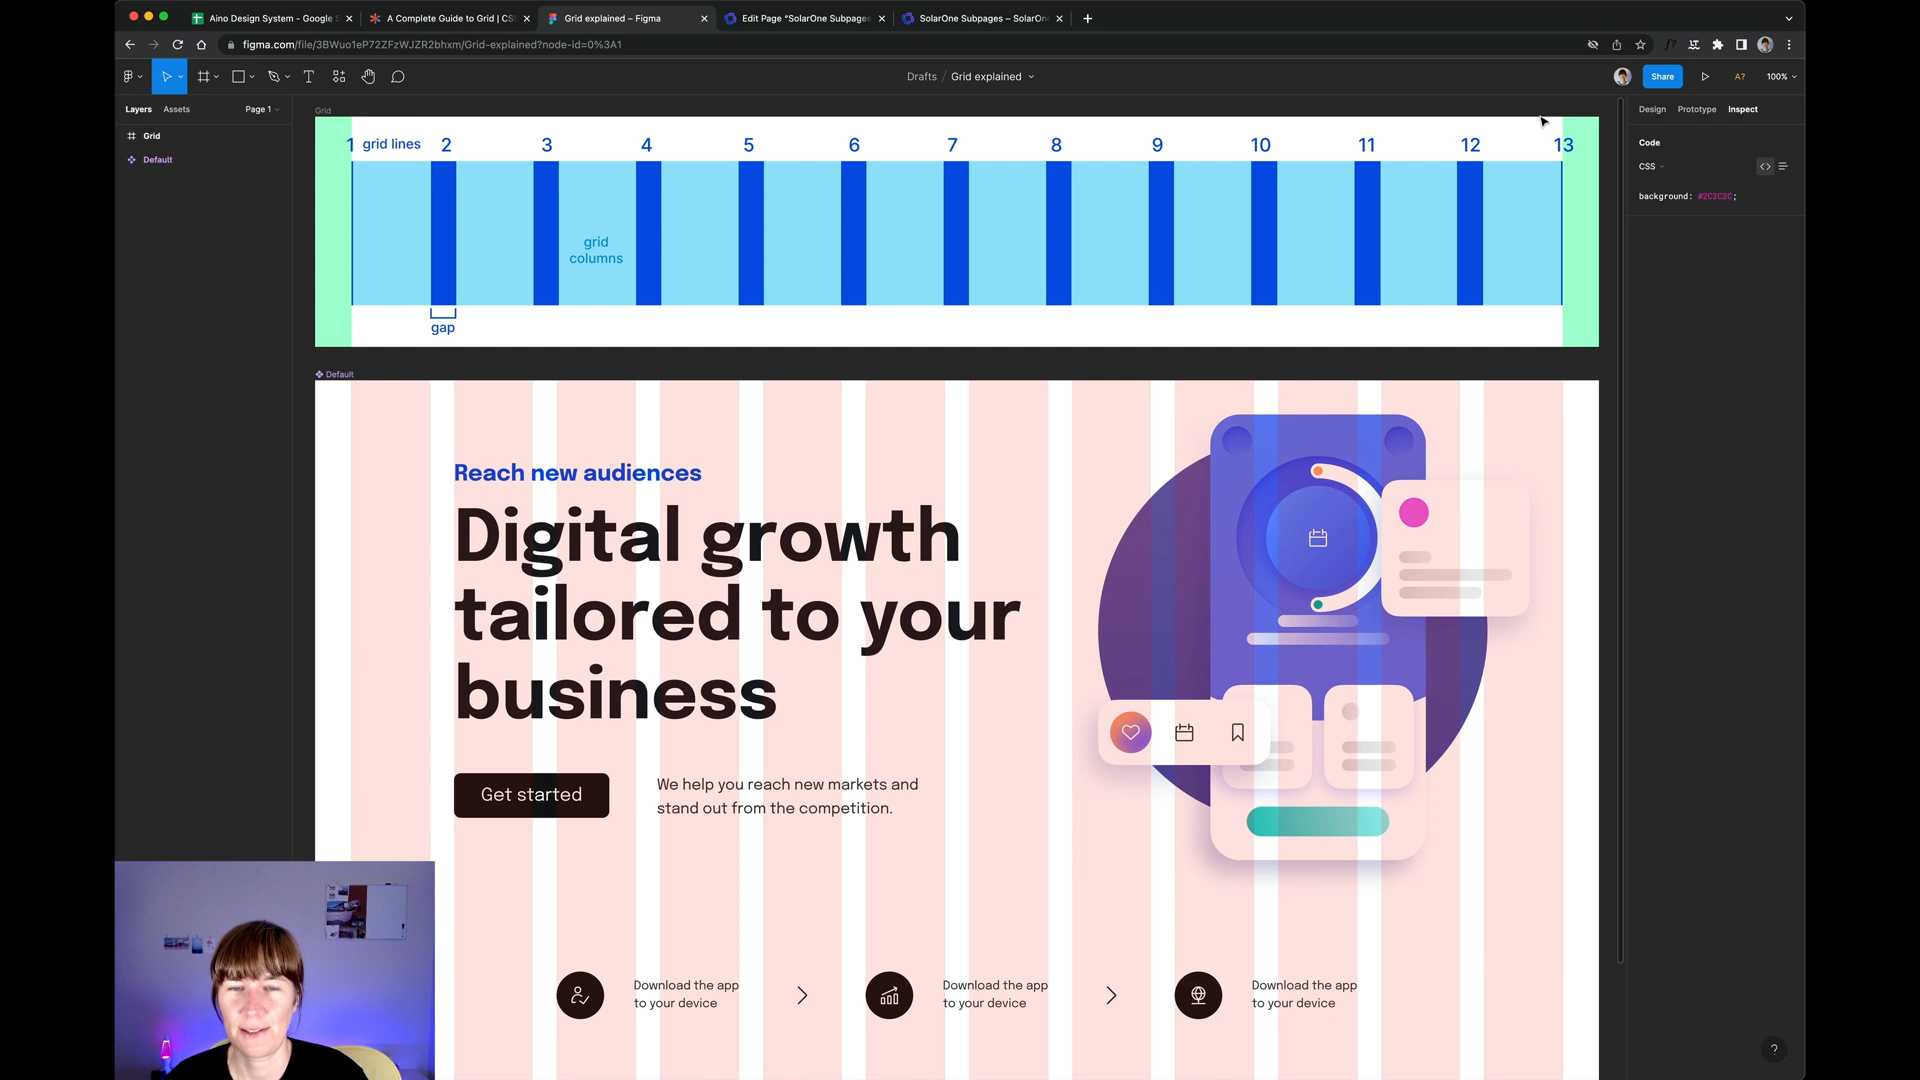 Aino Design System - Google S
A Complete Guide to Grid | CSS
Grid explained – Figma
Edit Page "SolarOne Subpages
SolarOne Subpages – SolarOne
figma.com/file/3BWuo1eP72ZFzWJZR2bhxm/Grid-explained?node-id=0%3A1
Drafts / Grid explained
Share
A?
100%
Layers
Assets
Page 1
Grid
Default
Design
Prototype
Inspect
Code
CSS
background: #2C2C2C;
Grid
1 grid lines 2 3 4 5 6 7 8 9 10 11 12 13
grid
columns
gap
Default
Reach new audiences
Digital growth
tailored to your
business
Get started
We help you reach new markets and
stand out from the competition.
Download the app
to your device
Download the app
to your device
Download the app
to your device
?